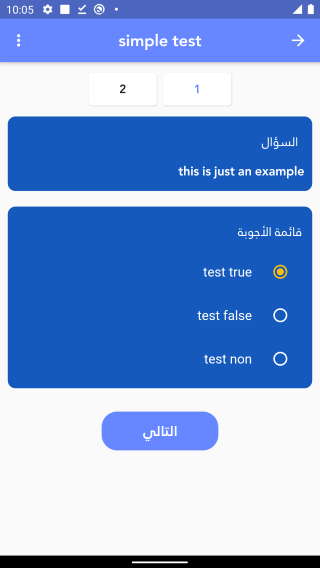 10:05
simple test
1
2
السؤال
this is just an example
قائمة الأجوبة
test true
test false
test non
التالي